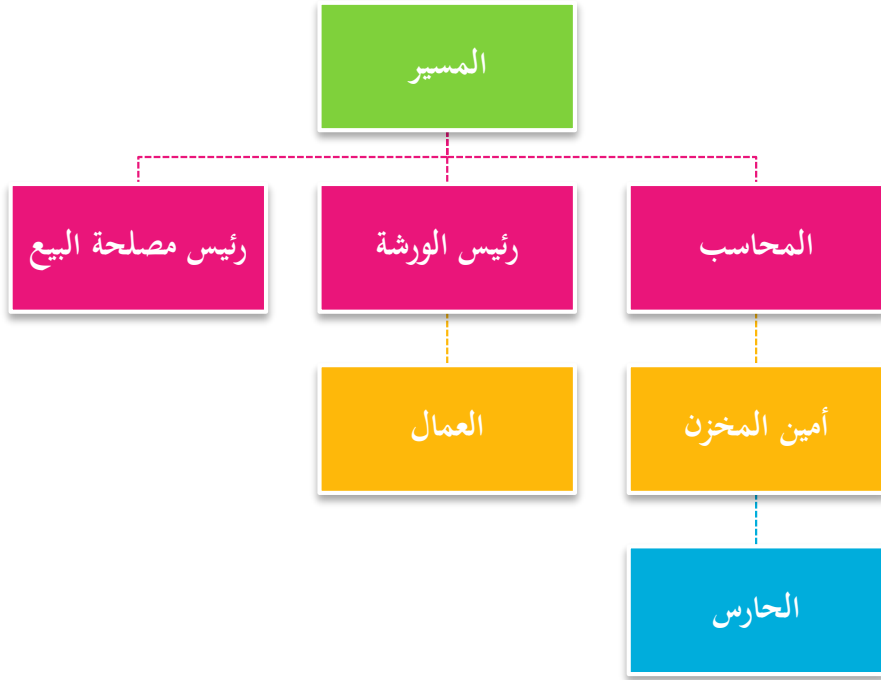 المسير
المحاسب
رئيس الورشة
رئيس مصلحة البيع
أمين المخزن
العمال
الحارس